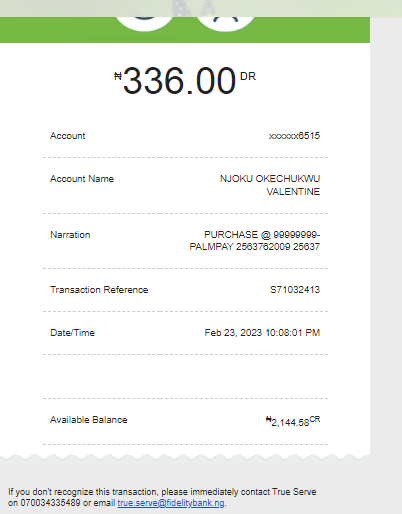 ₦336.00 DR
Account xxxxxx6515
Account Name NJOKU OKECHUKWU
VALENTINE
Narration PURCHASE @ 99999999-
PALMPAY 2563762009 25637
Transaction Reference S71032413
Date/Time Feb 23, 2023 10:08:01 PM
Available Balance ₦2,144.58CR
If you don't recognize this transaction, please immediately contact True Serve
on 070034335489 or email true.serve@fidelitybank.ng.